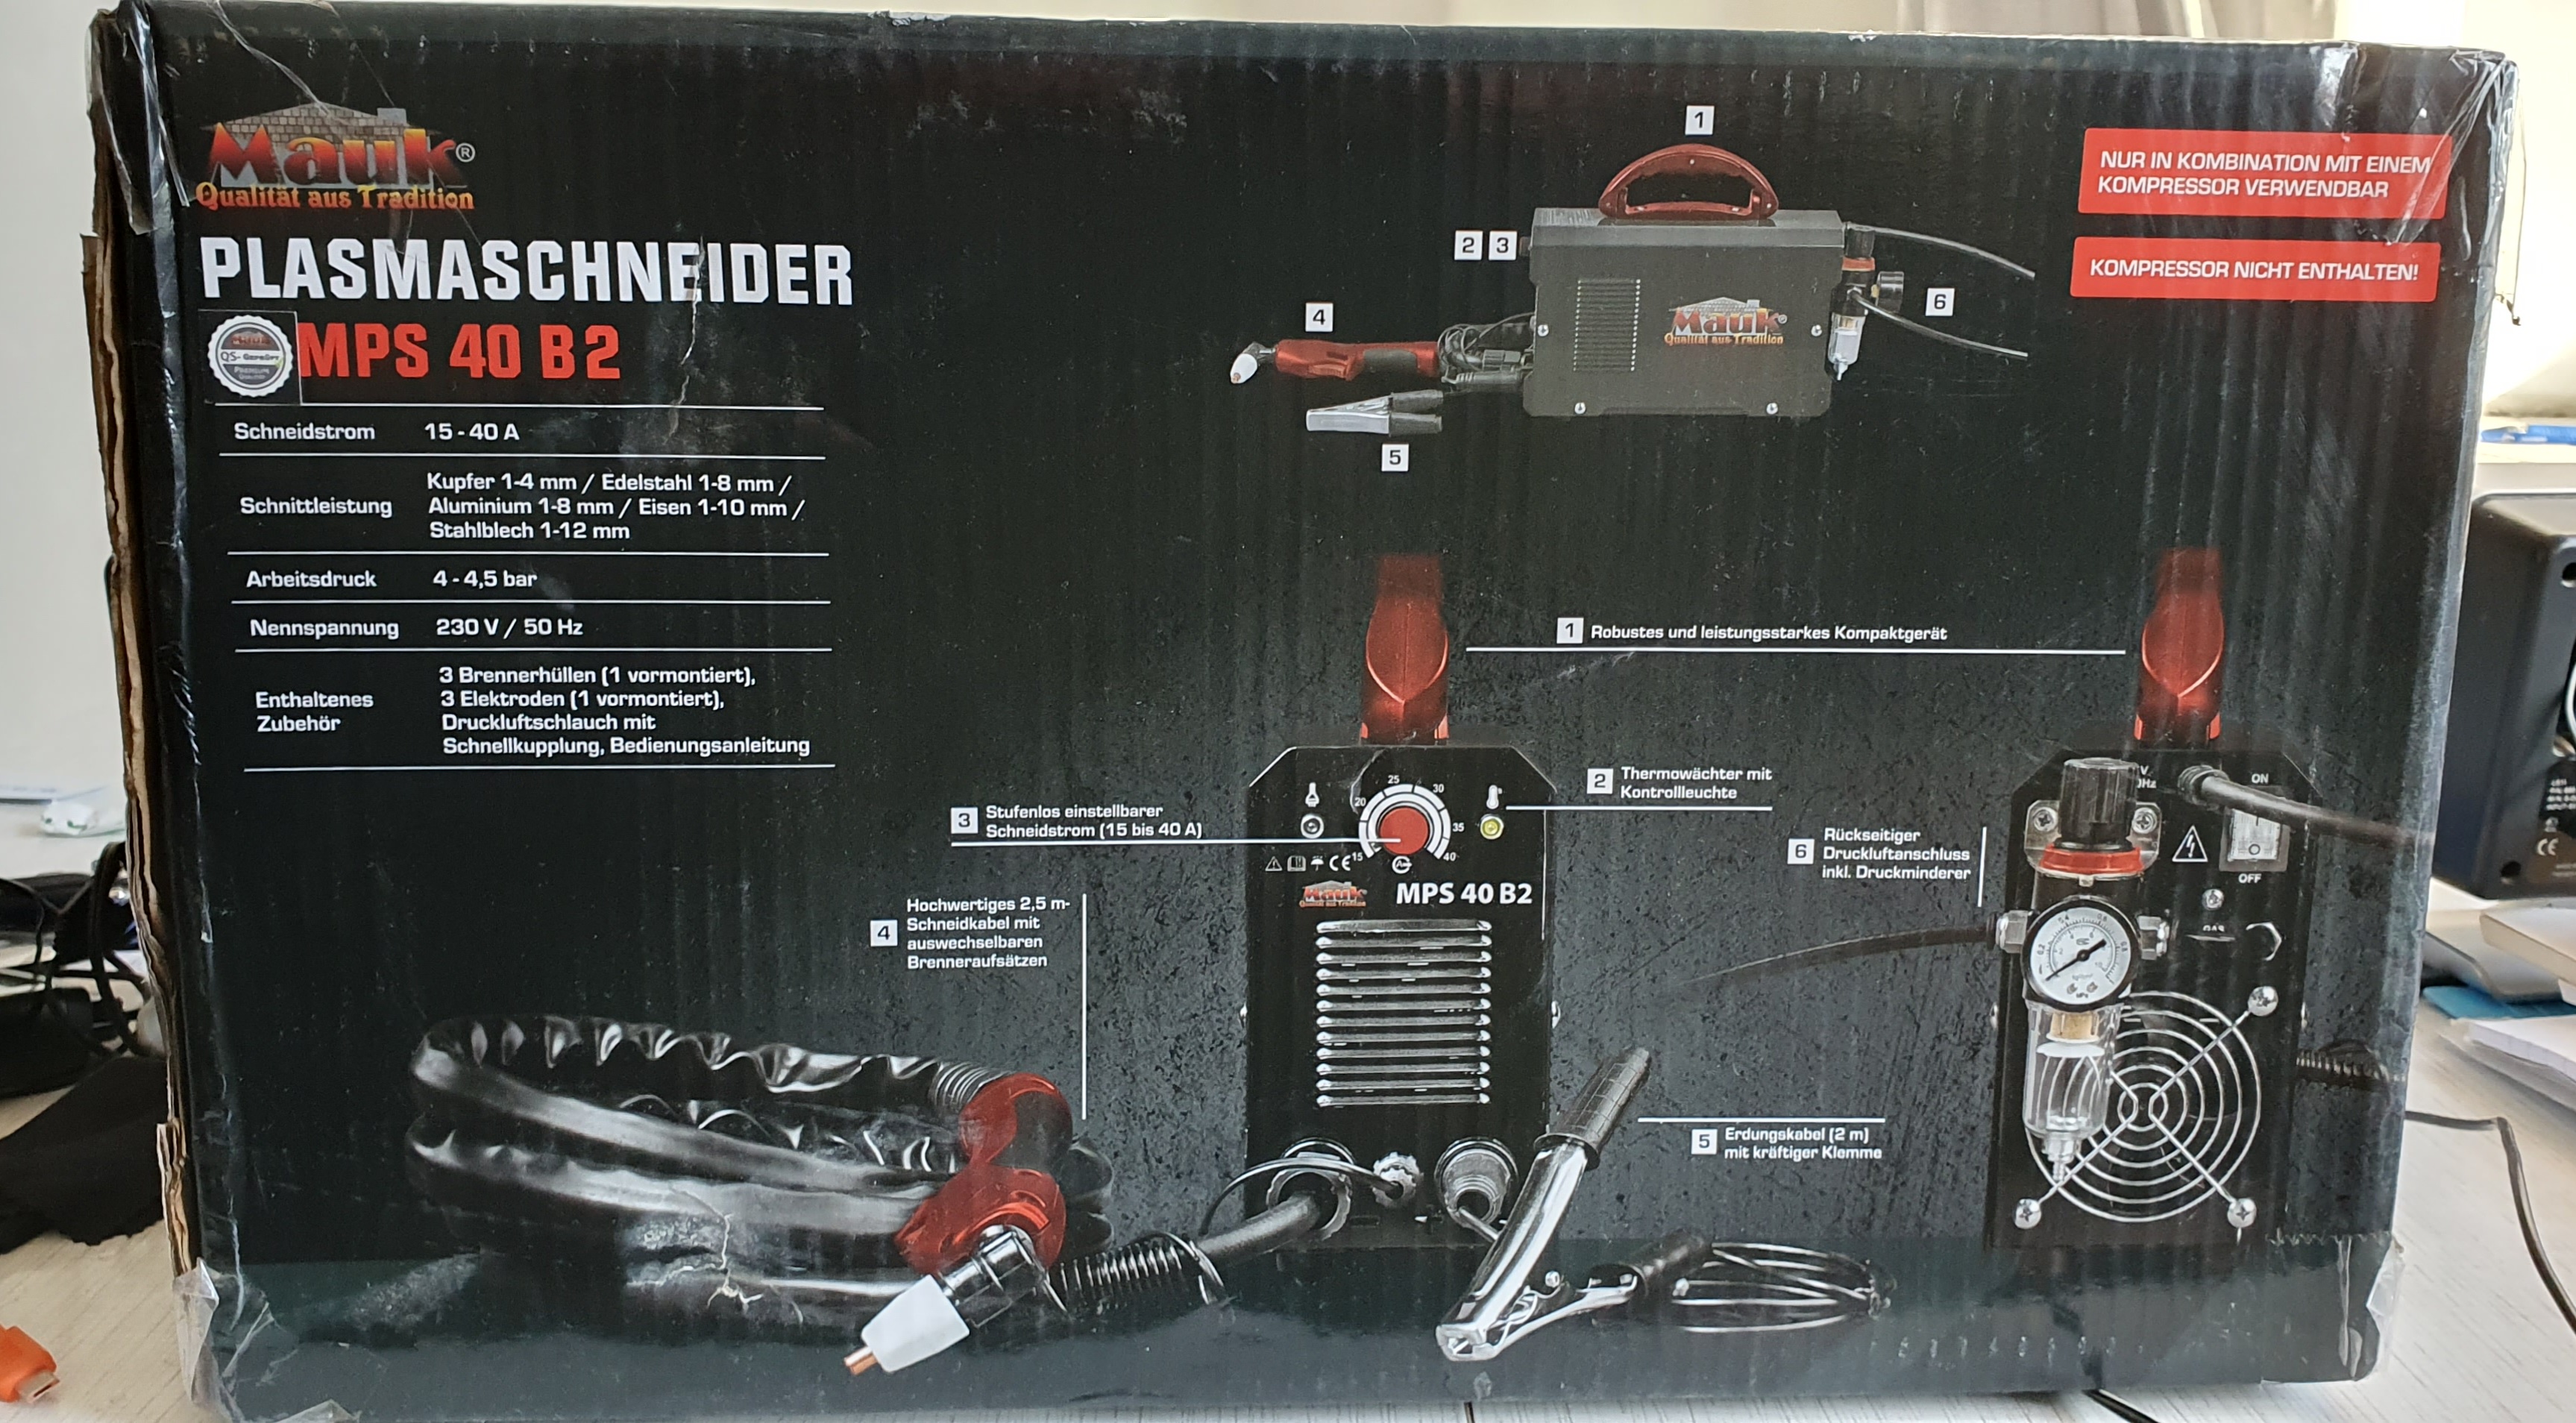 Mauk®
Qualität aus Tradition
PLASMASCHNEIDER
QS-Geprüft
Premium
Qualität
MPS 40 B2
Schneidstrom 15 - 40 A
Schnittleistung Kupfer 1-4 mm / Edelstahl 1-8 mm /
Aluminium 1-8 mm / Eisen 1-10 mm /
Stahlblech 1-12 mm
Arbeitsdruck 4 - 4,5 bar
Nennspannung 230 V / 50 Hz
Enthaltenes
Zubehör
3 Brennerhüllen (1 vormontiert),
3 Elektroden (1 vormontiert),
Druckluftschlauch mit
Schnellkupplung, Bedienungsanleitung
1
2 3
4
5
6
Mauk®
Qualität aus Tradition
NUR IN KOMBINATION MIT EINEM
KOMPRESSOR VERWENDBAR
KOMPRESSOR NICHT ENTHALTEN!
1 Robustes und leistungsstarkes Kompaktgerät
2 Thermowächter mit
Kontrollleuchte
3 Stufenlos einstellbarer
Schneidstrom (15 bis 40 A)
15
20
25
30
35
40
A
CE
Mauk
Qualität aus Tradition
MPS 40 B2
4 Hochwertiges 2,5 m-
Schneidkabel mit
auswechselbaren
Brenneraufsätzen
5 Erdungskabel (2 m)
mit kräftiger Klemme
6 Rückseitiger
Druckluftanschluss
inkl. Druckminderer
ON
OFF
GAS
CE